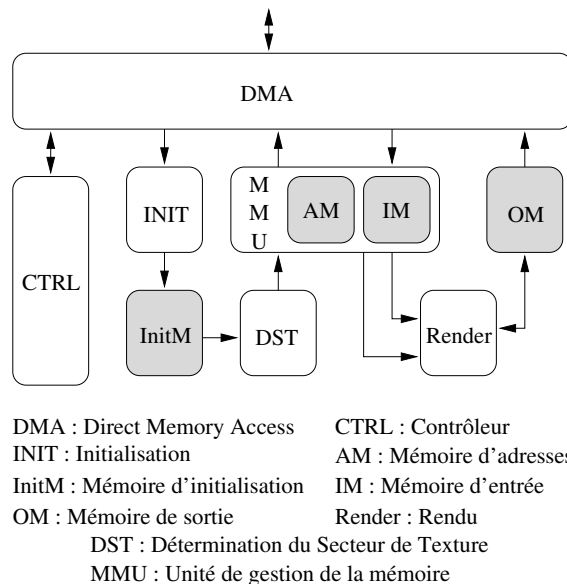 DMA
M
M
U
AM
IM
OM
INIT
CTRL
InitM
DST
Render
DMA : Direct Memory Access
CTRL : Contrôleur
INIT : Initialisation
AM : Mémoire d'adresses
InitM : Mémoire d'initialisation
IM : Mémoire d'entrée
OM : Mémoire de sortie
Render : Rendu
DST : Détermination du Secteur de Texture
MMU : Unité de gestion de la mémoire